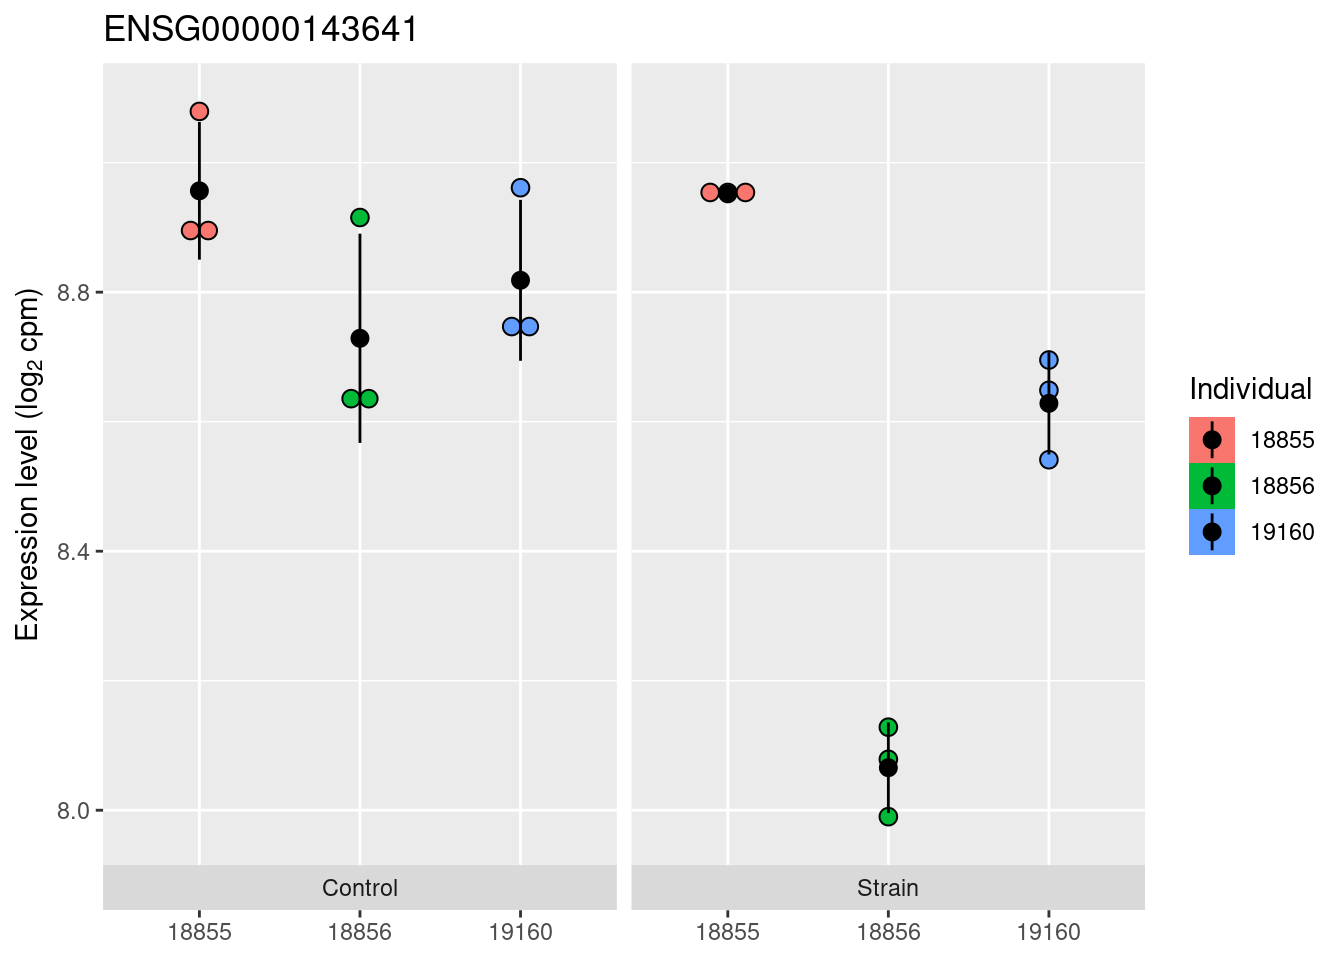 ENSG00000143641
Expression level (log2 cpm)
8.8
8.4
8.0
Control
Strain
18855
18856
19160
18855
18856
19160
Individual
18855
18856
19160